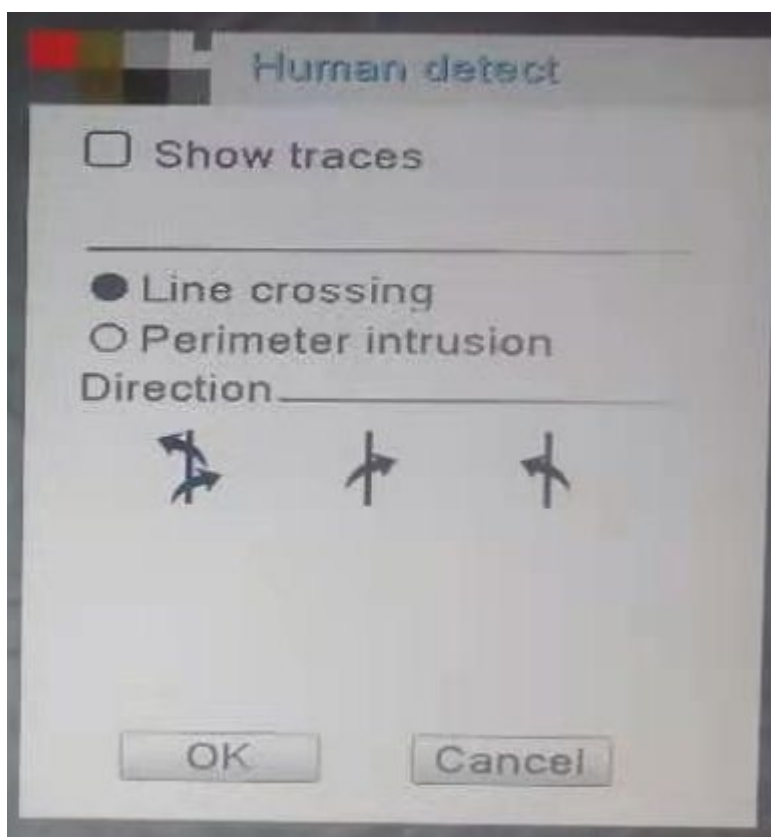 Human detect
Show traces
Line crossing
Perimeter intrusion
Direction
OK
Cancel